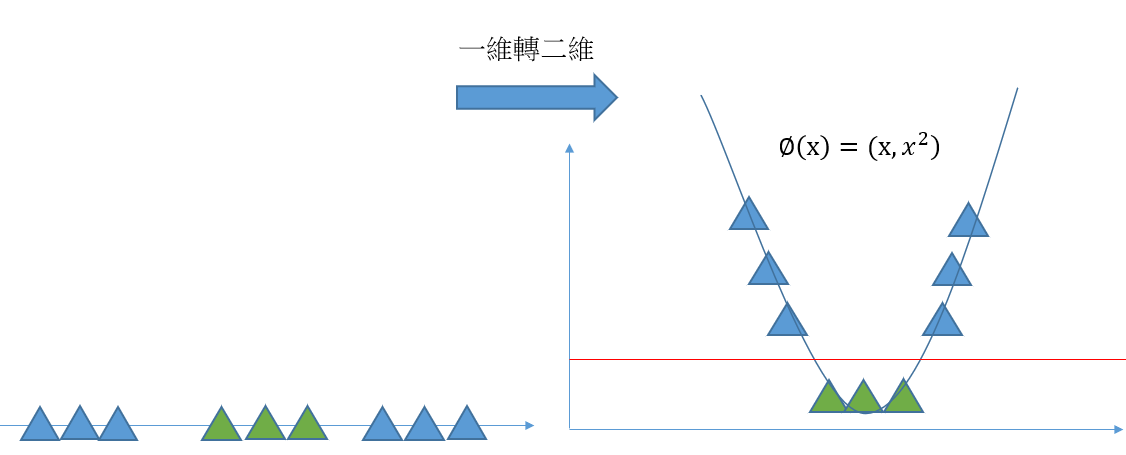 一維轉二維
∅(x) = (x, 𝑥²)